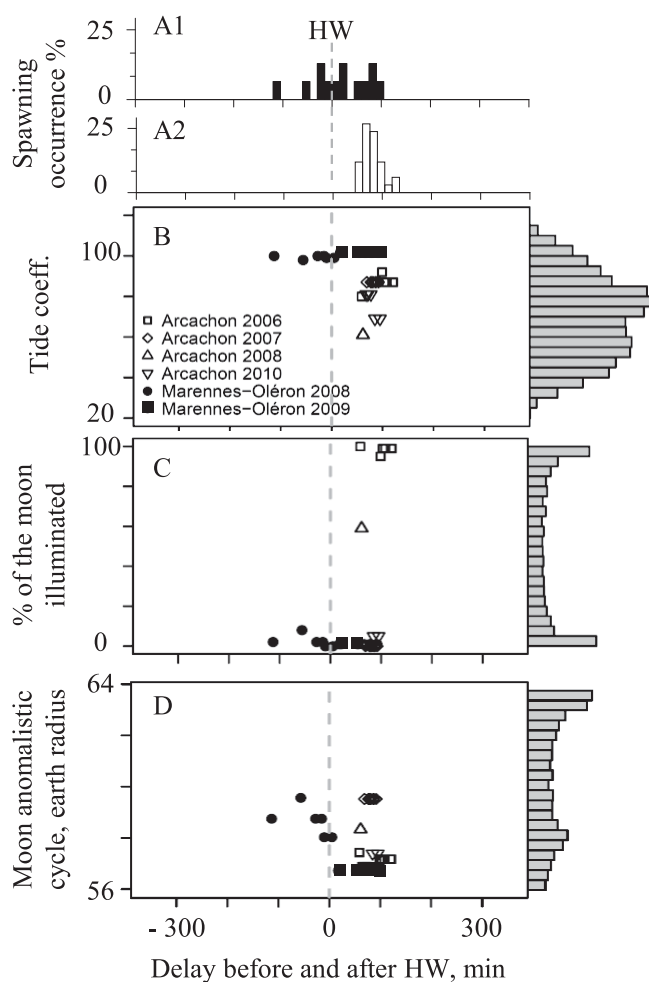 A1
HW
25
0
Spawning
occurrence %
A2
25
0
B
Tide coeff.
100
20
Arcachon 2006
Arcachon 2007
Arcachon 2008
Arcachon 2010
Marennes-Oléron 2008
Marennes-Oléron 2009
C
% of the moon
illuminated
100
0
D
Moon anomalistic
cycle, earth radius
64
56
- 300
0
300
Delay before and after HW, min